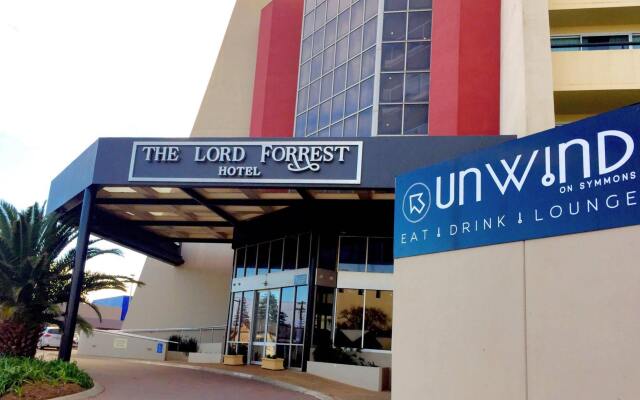 THE LORD FORREST
HOTEL
unwind
ON SYMMONS
EAT DRINK LOUNGE